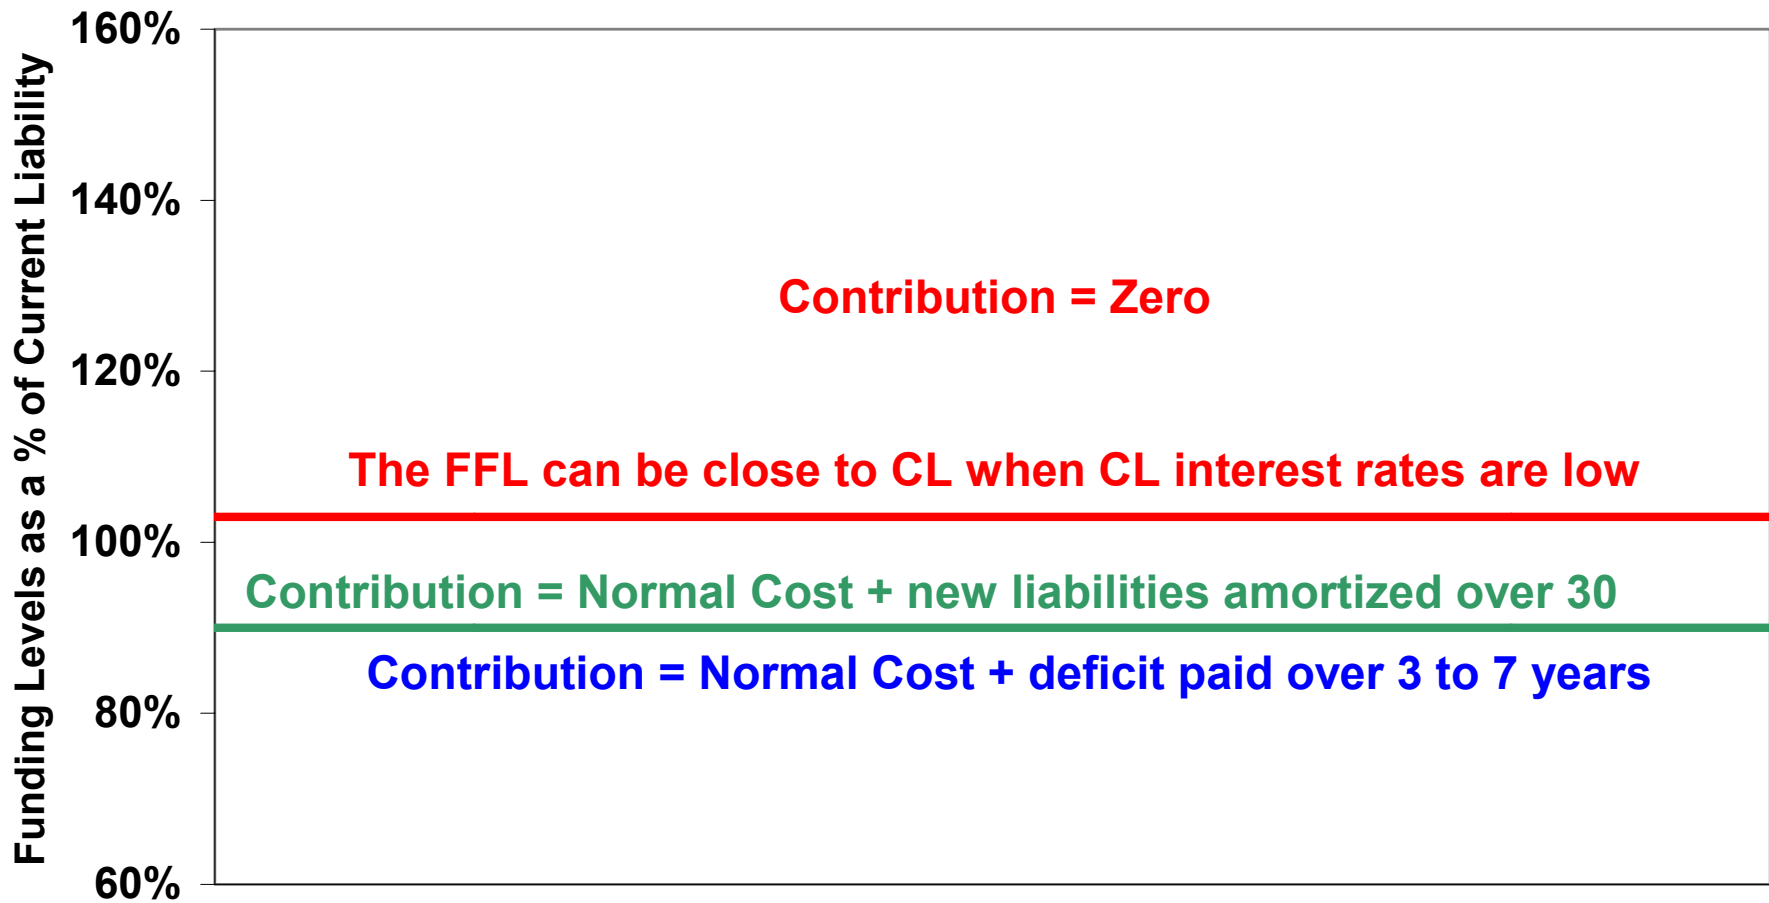 Funding Levels as a % of Current Liability
160%
140%
120%
100%
80%
60%
Contribution = Zero
The FFL can be close to CL when CL interest rates are low
Contribution = Normal Cost + new liabilities amortized over 30
Contribution = Normal Cost + deficit paid over 3 to 7 years